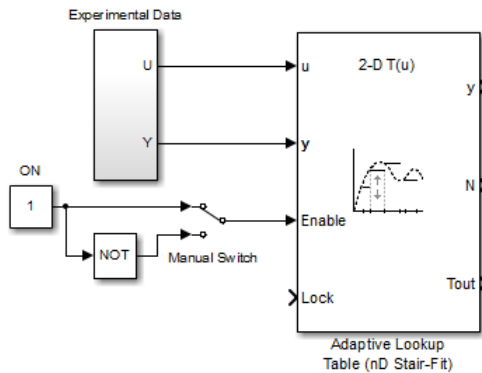 Experimental Data
U
Y
u
2-D T(u)
y
y
N
ON
1
NOT
Manual Switch
Enable
Lock
Tout
Adaptive Lookup
Table (nD Stair-Fit)